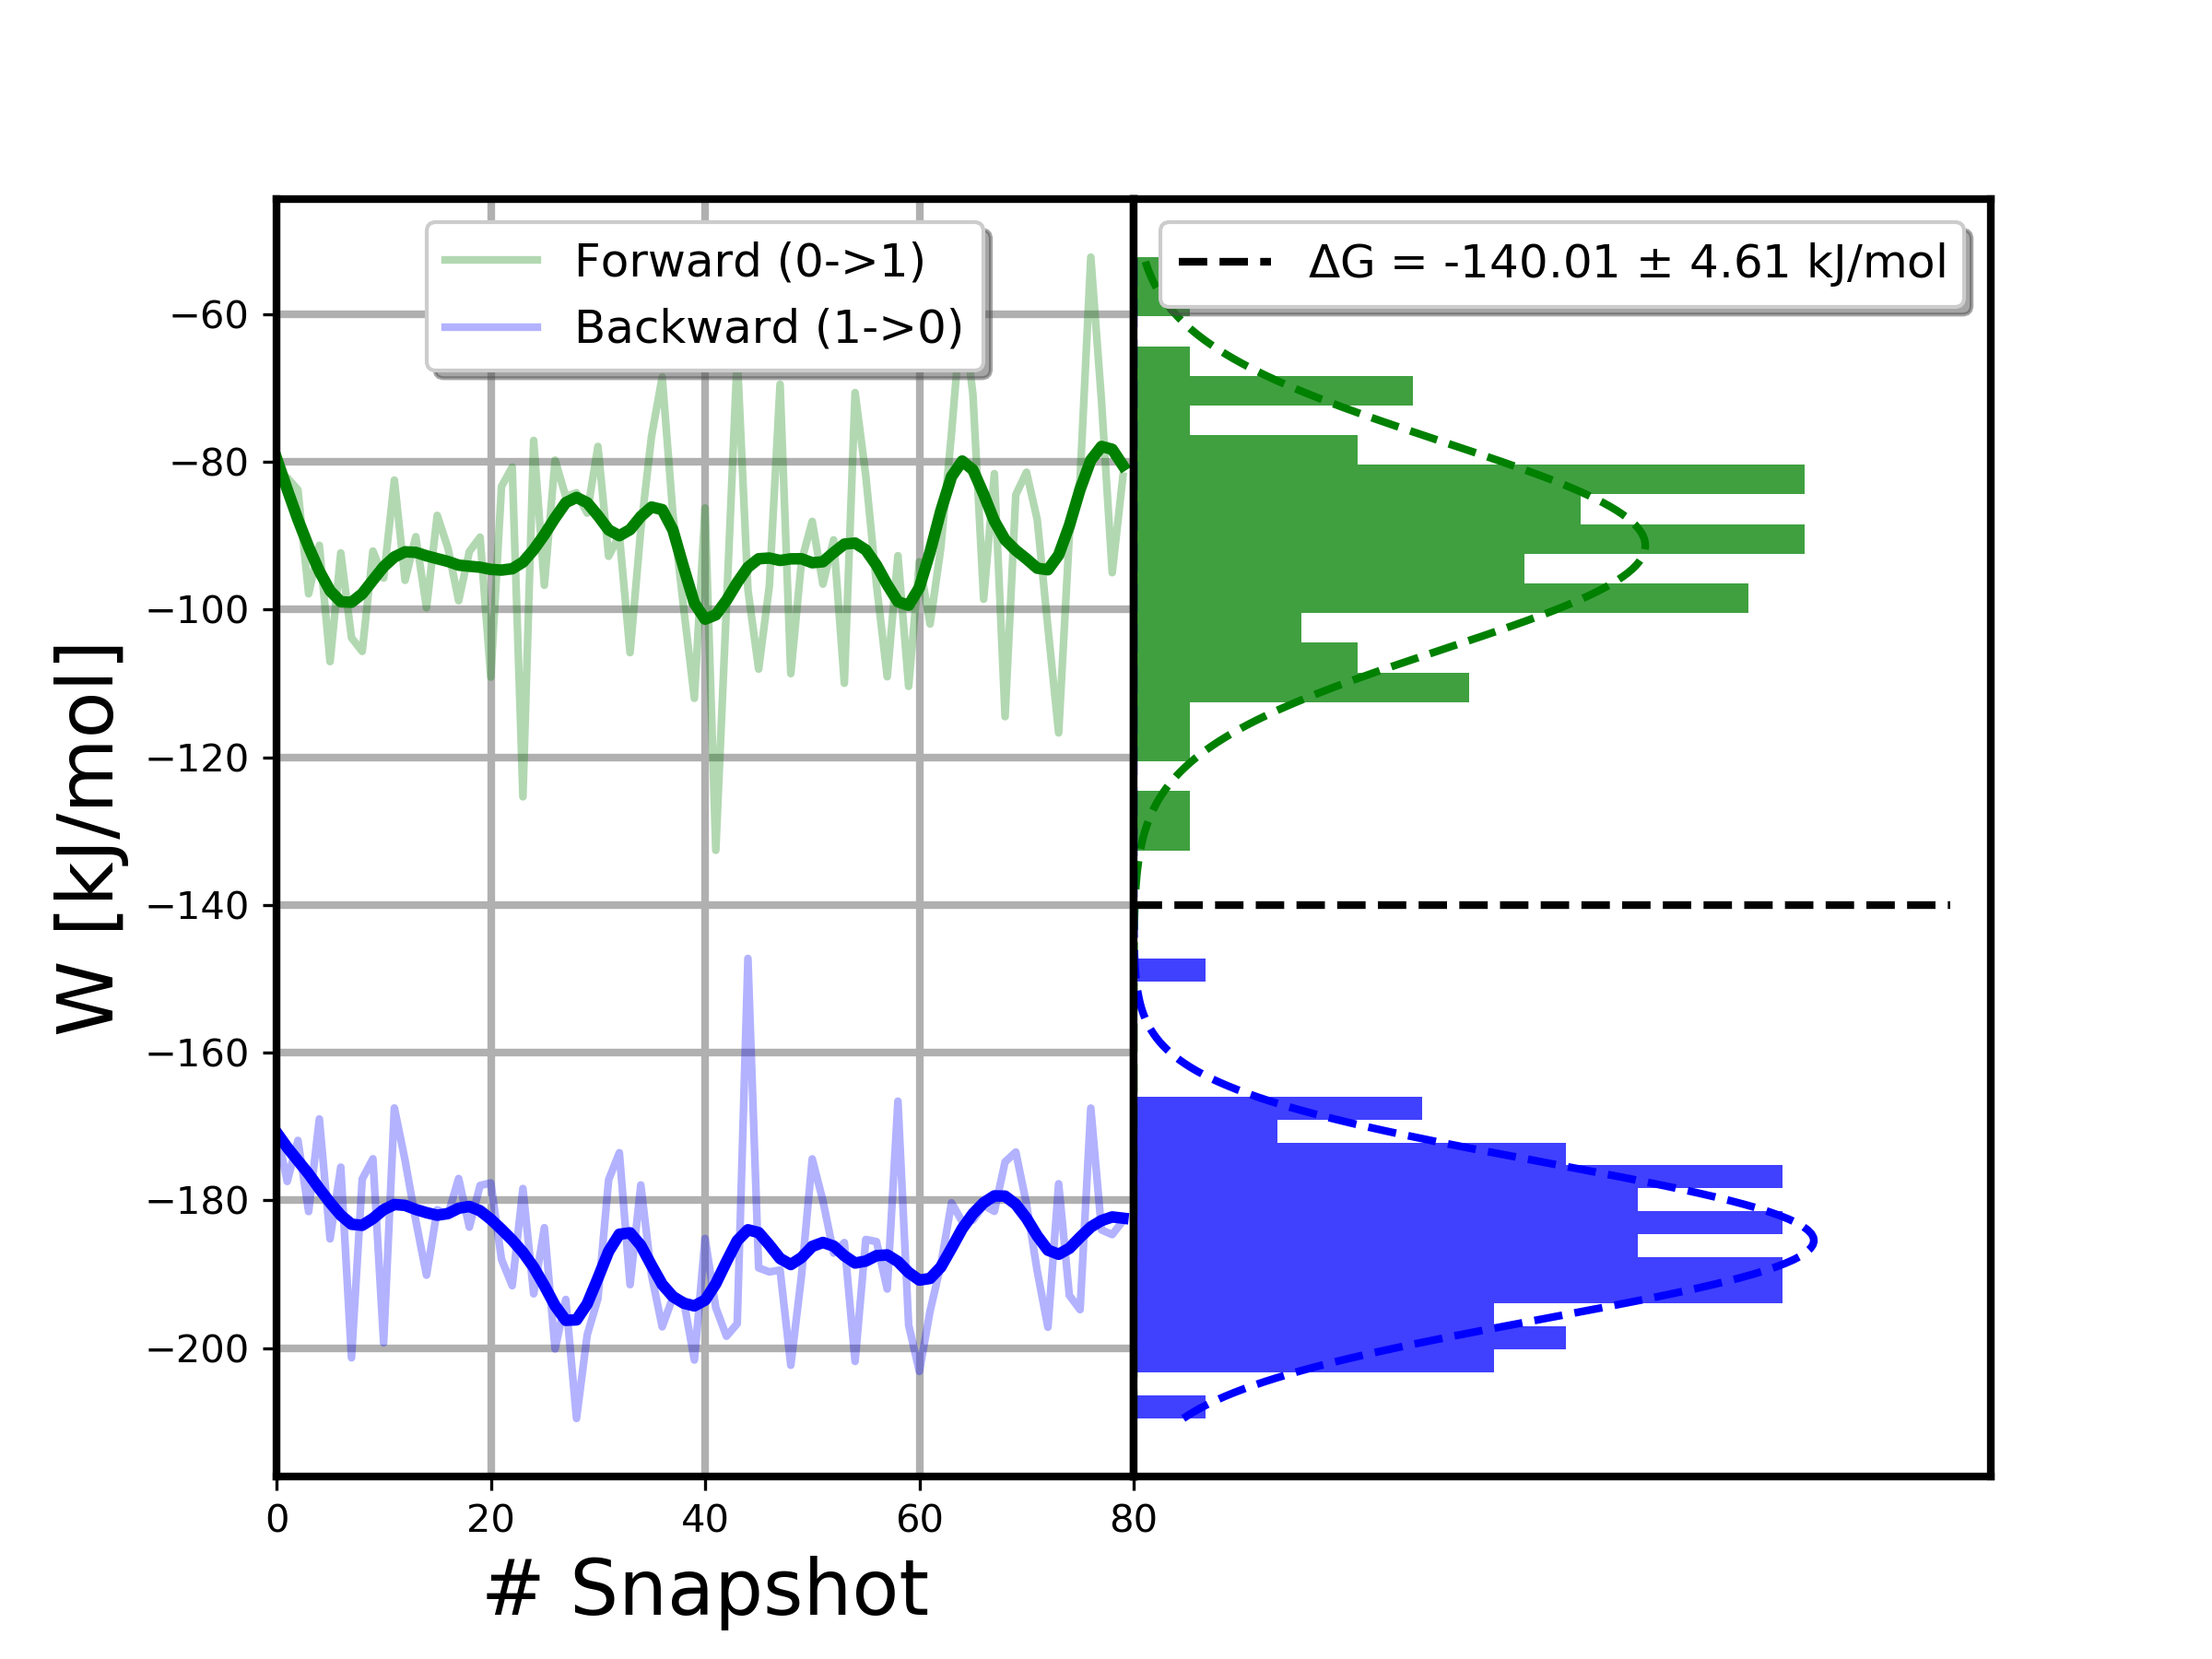 Forward (0->1)
Backward (1->0)
ΔG = -140.01 ± 4.61 kJ/mol
W [kJ/mol]
−60
−80
−100
−120
−140
−160
−180
−200
0 20 40 60 80
# Snapshot